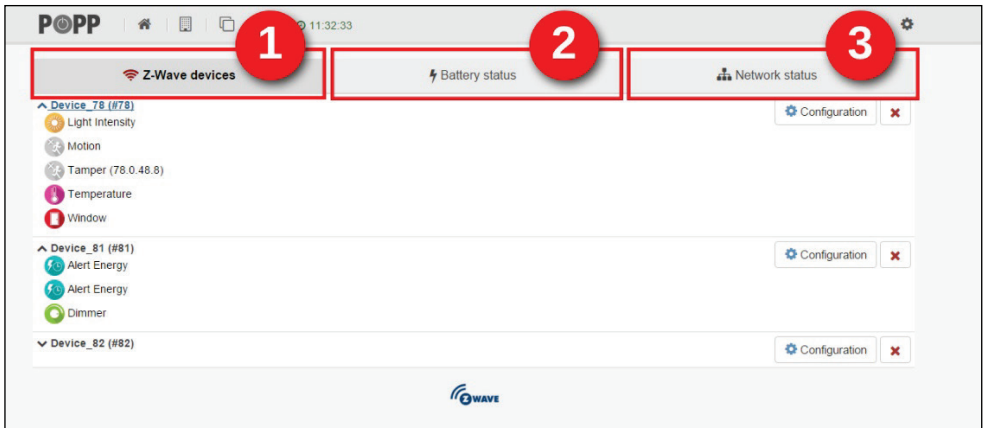 POPP 11:32:33
1 2 3
Z-Wave devices Battery status Network status
Device_78 (#78) Configuration
Light Intensity
Motion
Tamper (78.0.48.8)
Temperature
Window
Device_81 (#81) Configuration
Alert Energy
Alert Energy
Dimmer
Device_82 (#82) Configuration
Z WAVE